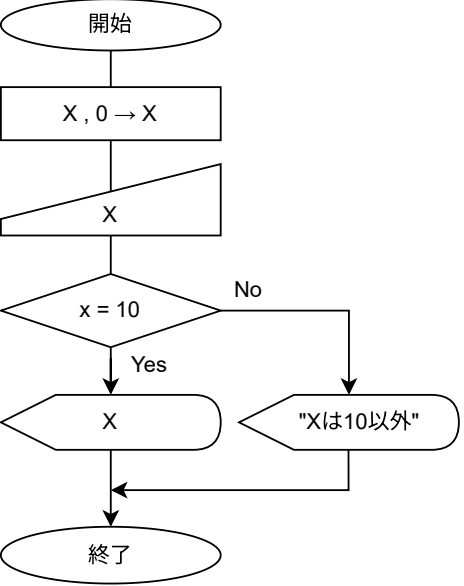 開始
X , 0 → X
X
x = 10
No
Yes
X
"Xは10以外"
終了